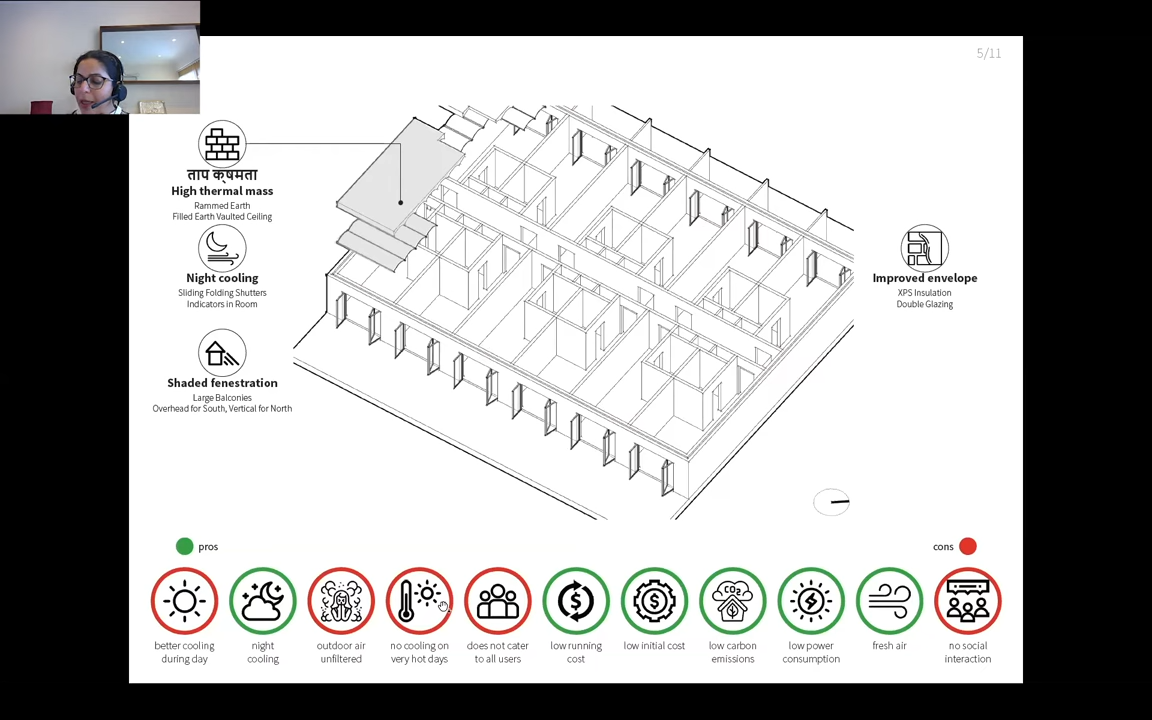 5/11
ताप क्षमता
High thermal mass
Rammed Earth
Filled Earth Vaulted Ceiling
Night cooling
Sliding Folding Shutters
Indicators in Room
Shaded fenestration
Large Balconies
Overhead for South, Vertical for North
Improved envelope
XPS Insulation
Double Glazing
pros
cons
CO2
better cooling
during day
night
cooling
outdoor air
unfiltered
no cooling on
very hot days
does not cater
to all users
low running
cost
low initial cost
low carbon
emissions
low power
consumption
fresh air
no social
interaction